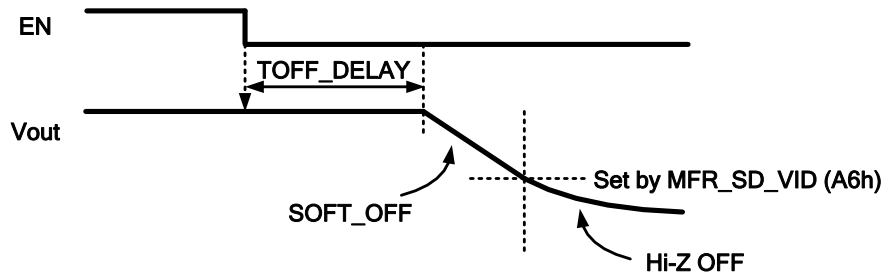 EN
TOFF_DELAY
Vout
Set by MFR_SD_VID (A6h)
SOFT_OFF
Hi-Z OFF